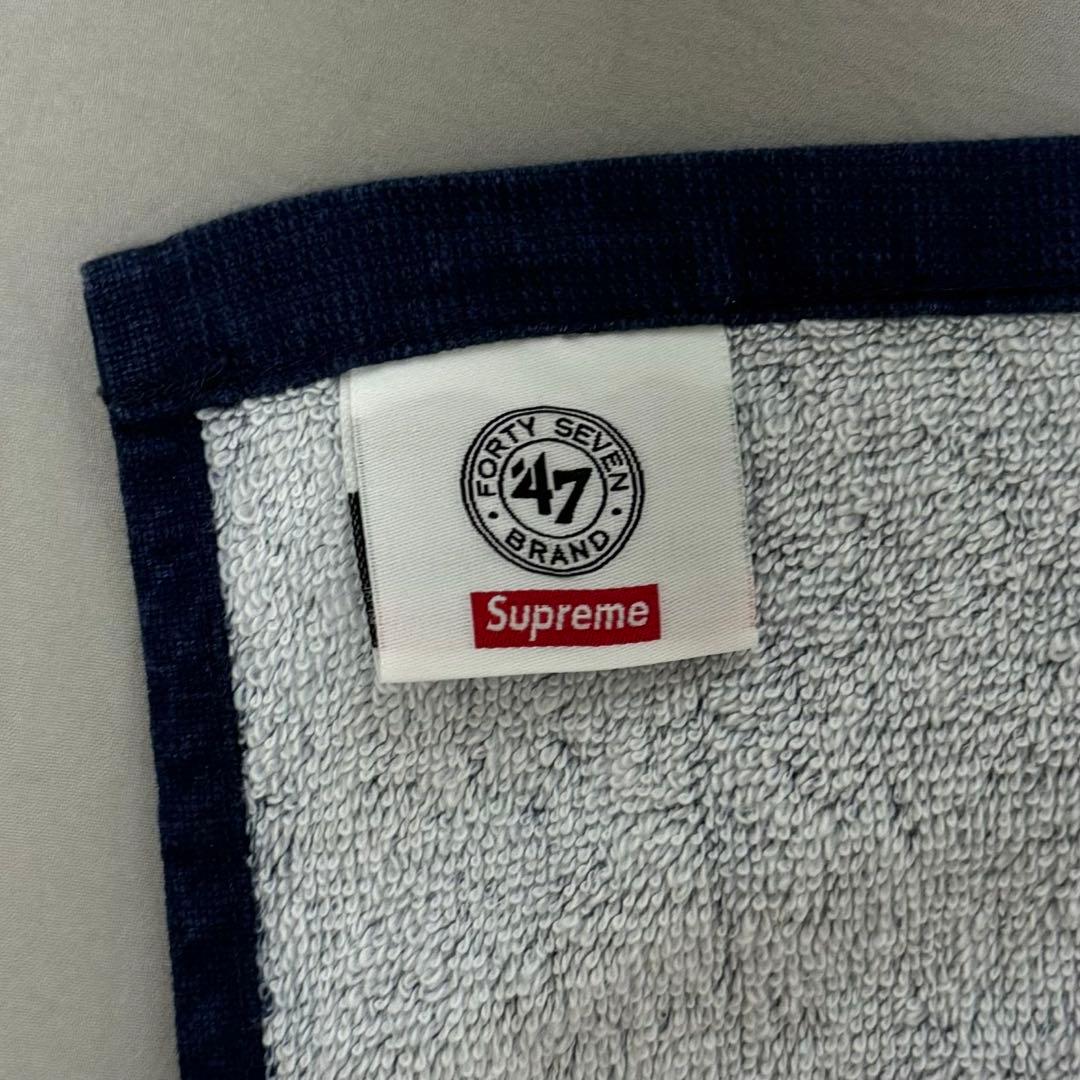 FORTY SEVEN
'47
BRAND
Supreme